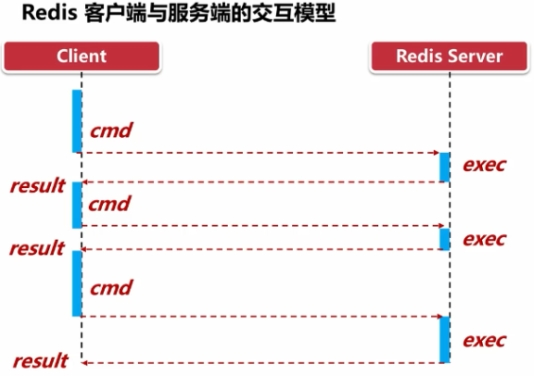 Redis 客户端与服务端的交互模型
Client
Redis Server
cmd
exec
result
cmd
exec
result
cmd
exec
result